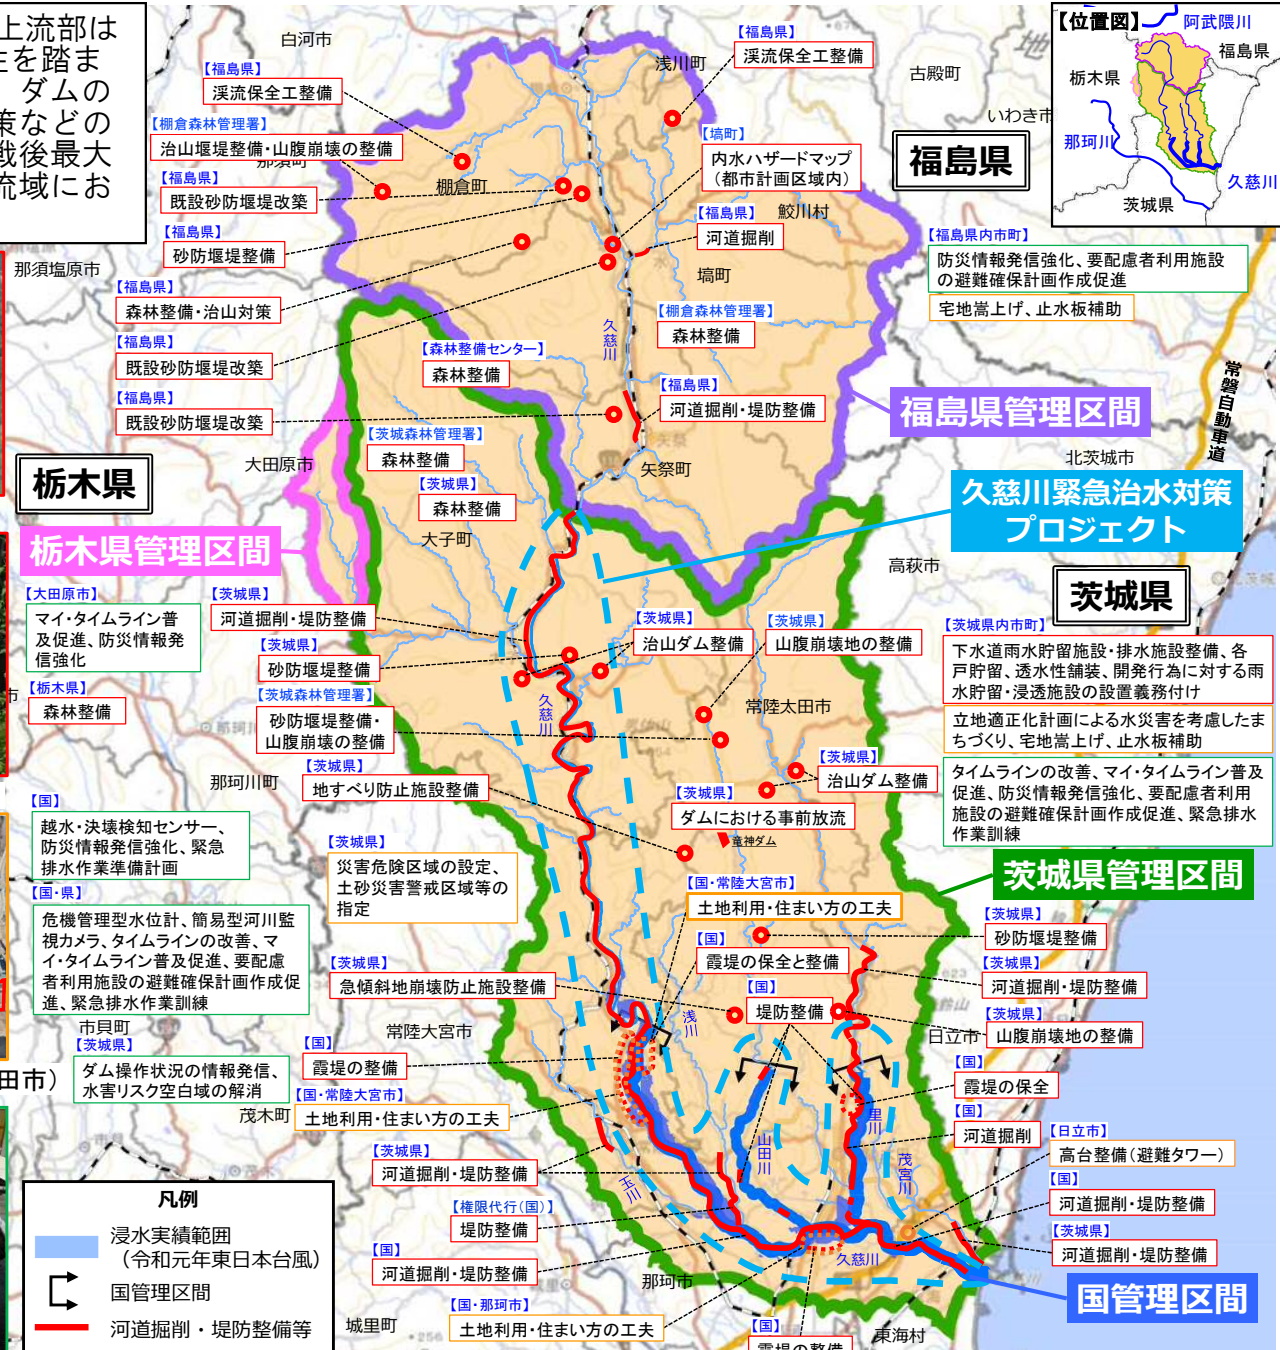 上流部は
生を踏ま
ダムの
策などの
戦後最大
流域にお
白河市
【福島県】
渓流保全工整備
浅川町
【福島県】
渓流保全工整備
古殿町
いわき市
【位置図】
阿武隈川
福島県
栃木県
那珂川
久慈川
茨城県
【棚倉森林管理署】
治山堰堤整備・山腹崩壊の整備
那須町
棚倉町
【塙町】
内水ハザードマップ
（都市計画区域内）
福島県
【福島県】
既設砂防堰堤改築
【福島県】
河道掘削
鮫川村
【福島県】
砂防堰堤整備
那須塩原市
塙町
【福島県内市町】
防災情報発信強化、要配慮者利用施設
の避難確保計画作成促進
宅地嵩上げ、止水板補助
【福島県】
森林整備・治山対策
久慈川
【棚倉森林管理署】
森林整備
【福島県】
既設砂防堰堤改築
【森林整備センター】
森林整備
常磐自動車道
【福島県】
既設砂防堰堤改築
【福島県】
河道掘削・堤防整備
福島県管理区間
【茨城森林管理署】
森林整備
大田原市
矢祭町
北茨城市
栃木県
【茨城県】
森林整備
久慈川緊急治水対策
プロジェクト
栃木県管理区間
大子町
高萩市
茨城県
【大田原市】
マイ・タイムライン普
及促進、防災情報発
信強化
【茨城県】
河道掘削・堤防整備
【茨城県】
治山ダム整備
【茨城県】
山腹崩壊地の整備
【茨城県内市町】
下水道雨水貯留施設・排水施設整備、各
戸貯留、透水性舗装、開発行為に対する雨
水貯留・浸透施設の設置義務付け
立地適正化計画による水災害を考慮したま
ちづくり、宅地嵩上げ、止水板補助
タイムラインの改善、マイ・タイムライン普及
促進、防災情報発信強化、要配慮者利用
施設の避難確保計画作成促進、緊急排水
作業訓練
【茨城県】
砂防堰堤整備
【栃木県】
森林整備
市
【茨城森林管理署】
砂防堰堤整備・
山腹崩壊の整備
久慈川
常陸太田市
那珂川町
【茨城県】
地すべり防止施設整備
【茨城県】
治山ダム整備
【茨城県】
ダムにおける事前放流
竜神ダム
【国】
越水・決壊検知センサー、
防災情報発信強化、緊急
排水作業準備計画
【茨城県】
災害危険区域の設定、
土砂災害警戒区域等の
指定
茨城県管理区間
【国・県】
危機管理型水位計、簡易型河川監
視カメラ、タイムラインの改善、マ
イ・タイムライン普及促進、要配慮
者利用施設の避難確保計画作成促
進、緊急排水作業訓練
【国・常陸大宮市】
土地利用・住まい方の工夫
【茨城県】
砂防堰堤整備
【国】
霞堤の保全と整備
【茨城県】
急傾斜地崩壊防止施設整備
【茨城県】
河道掘削・堤防整備
【国】
堤防整備
浅川
【茨城県】
山腹崩壊地の整備
市貝町
常陸大宮市
日立市
【茨城県】
ダム操作状況の情報発信、
水害リスク空白域の解消
田市）
【国】
霞堤の整備
【国】
霞堤の保全
茂木町
【国・常陸大宮市】
土地利用・住まい方の工夫
里川
【国】
河道掘削
山田川
茂宮川
【日立市】
高台整備（避難タワー）
【茨城県】
河道掘削・堤防整備
玉川
【国】
河道掘削・堤防整備
凡例
浸水実績範囲
（令和元年東日本台風）
国管理区間
河道掘削・堤防整備等
【権限代行（国）】
堤防整備
【茨城県】
河道掘削・堤防整備
【国】
河道掘削・堤防整備
久慈川
那珂市
国管理区間
【国・那珂市】
土地利用・住まい方の工夫
城里町
256
【国】
霞堤の整備
東海村